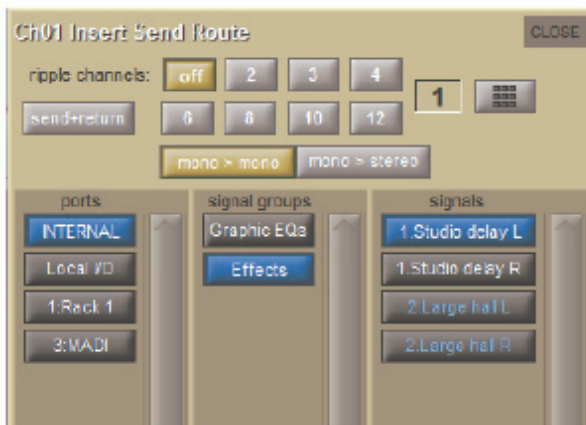 Ch01 Insert Send Route CLOSE
ripple channels: off 2 3 4
1
send+return 6 8 10 12
mono > mono mono > stereo
ports signal groups signals
INTERNAL Graphic EQs 1.Studio delay L
Local I/O Effects 1.Studio delay R
1:Rack 1 2.Large hall L
3:MADI 2.Large hall R